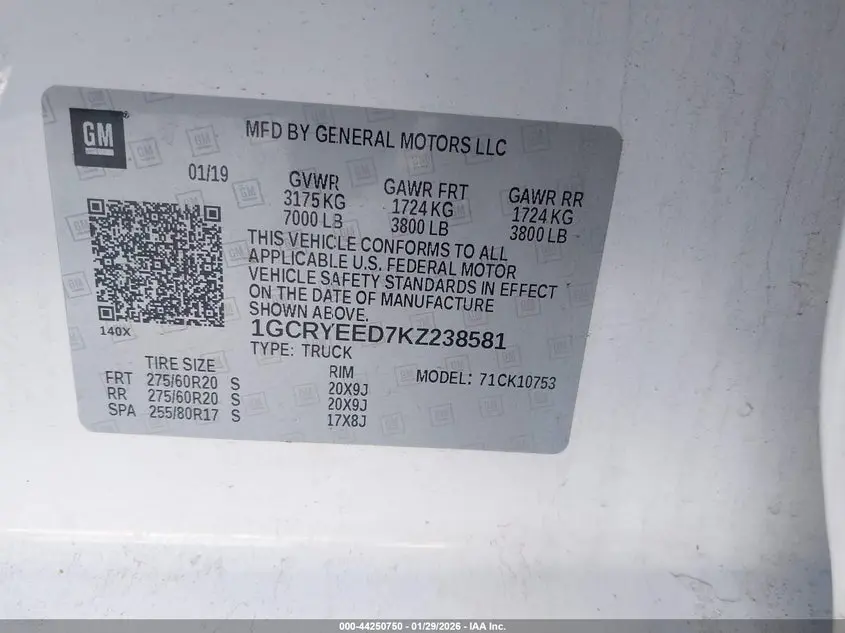 GM
MFD BY GENERAL MOTORS LLC
01/19
GVWR GAWR FRT GAWR RR
3175 KG 1724 KG 1724 KG
7000 LB 3800 LB 3800 LB
THIS VEHICLE CONFORMS TO ALL
APPLICABLE U.S. FEDERAL MOTOR
VEHICLE SAFETY STANDARDS IN EFFECT
ON THE DATE OF MANUFACTURE
SHOWN ABOVE.
140X
1GCRYEED7KZ238581
TYPE: TRUCK
TIRE SIZE RIM MODEL: 71CK10753
FRT 275/60R20 S 20X9J
RR 275/60R20 S 20X9J
SPA 255/80R17 S 17X8J
000-44250750 - 01/29/2026 - IAA Inc.